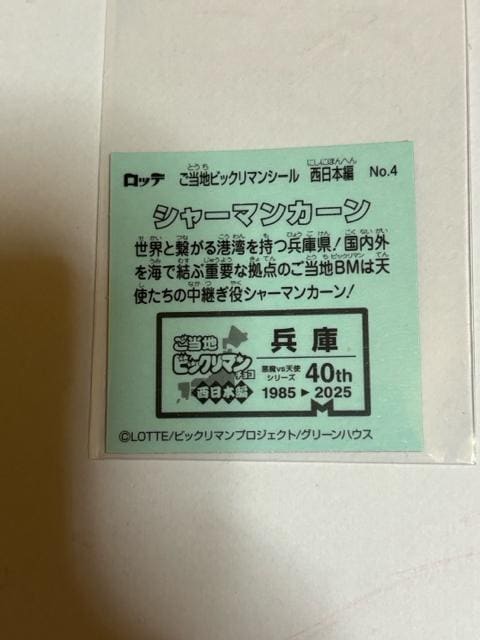 ロッテ ご当地ビックリマンシール 西日本編 No.4
シャーマンカーン
世界と繋がる港湾を持つ兵庫県!国内外
を海で結ぶ重要な拠点のご当地BMは天
使たちの中継ぎ役シャーマンカーン!
ご当地
ビックリマン
チョコ
西日本編
兵庫
悪魔vs天使
シリーズ 40th
1985▶2025
©LOTTE/ビックリマンプロジェクト/グリーンハウス